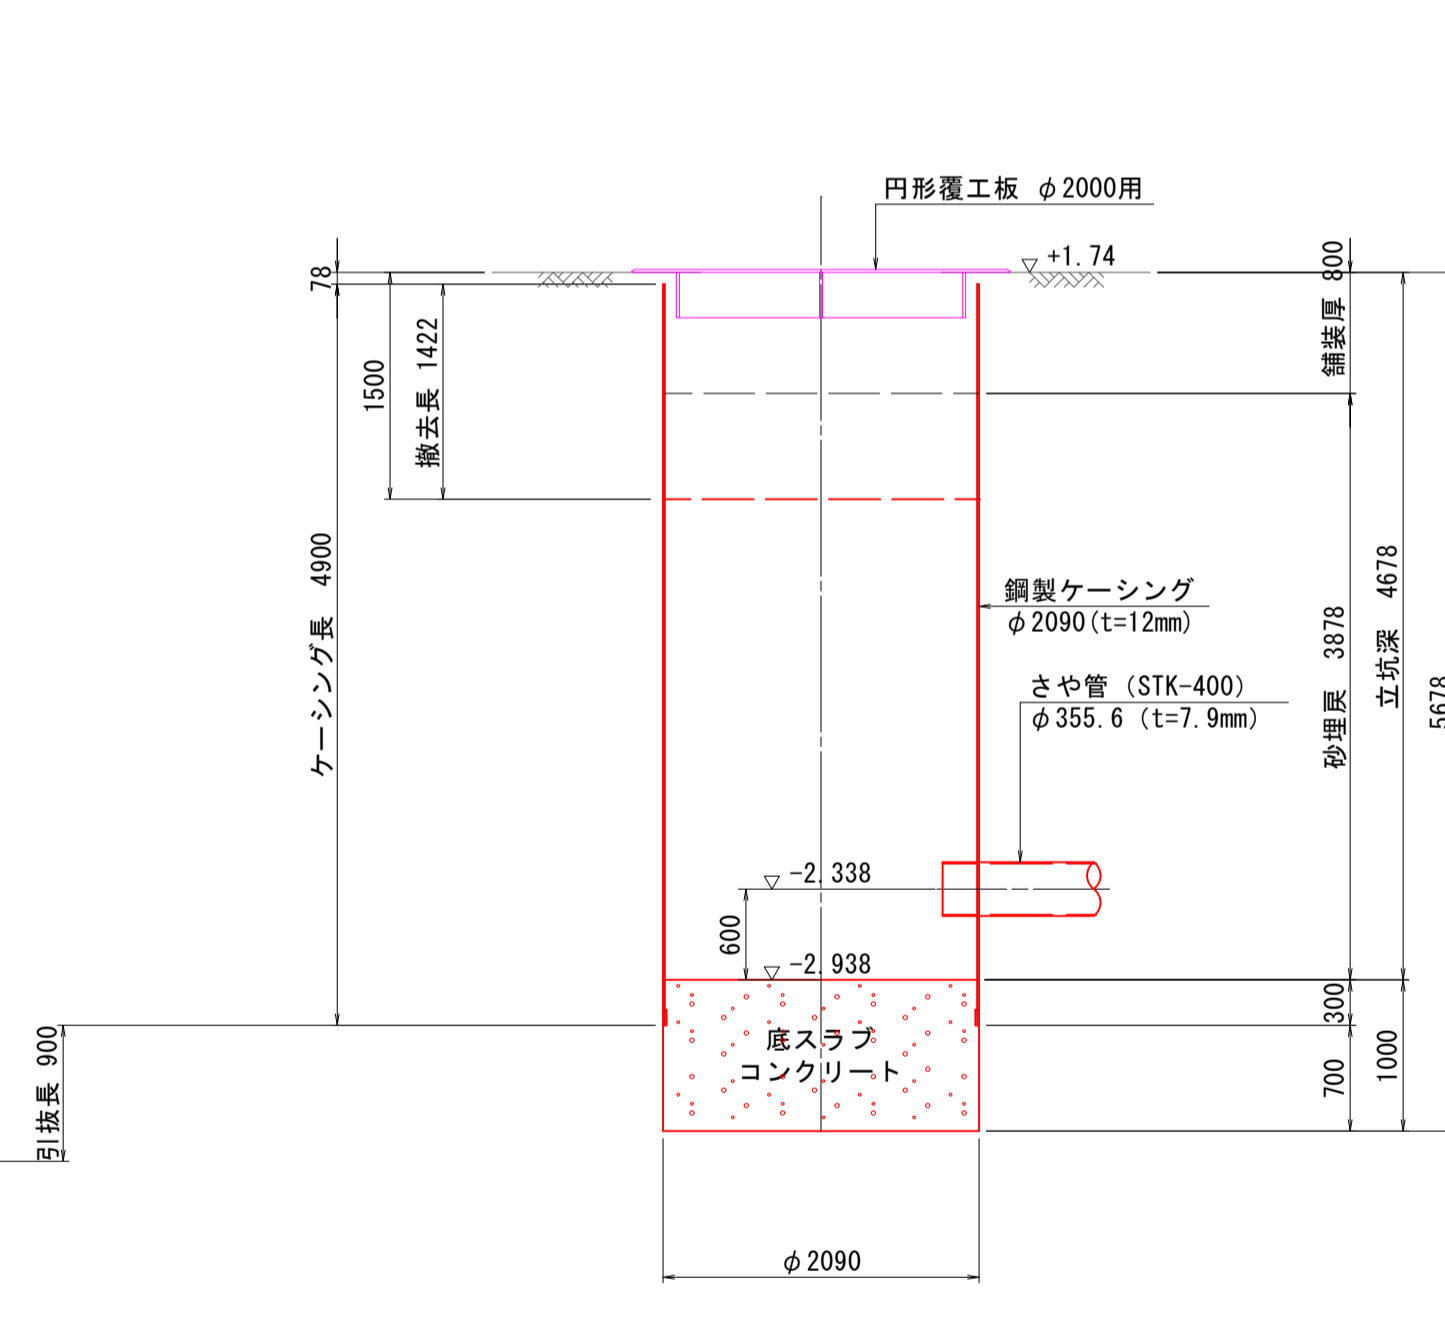 円形覆工板 φ2000用
+1.74
78
舗装厚 800
1500
撤去長 1422
ケーシング長 4900
鋼製ケーシング
φ2090(t=12mm)
さや管 (STK-400)
φ355.6 (t=7.9mm)
砂埋戻 3878
立坑深 4678
5678
-2.338
600
-2.938
底スラブ
コンクリート
300
700
1000
引抜長 900
φ2090